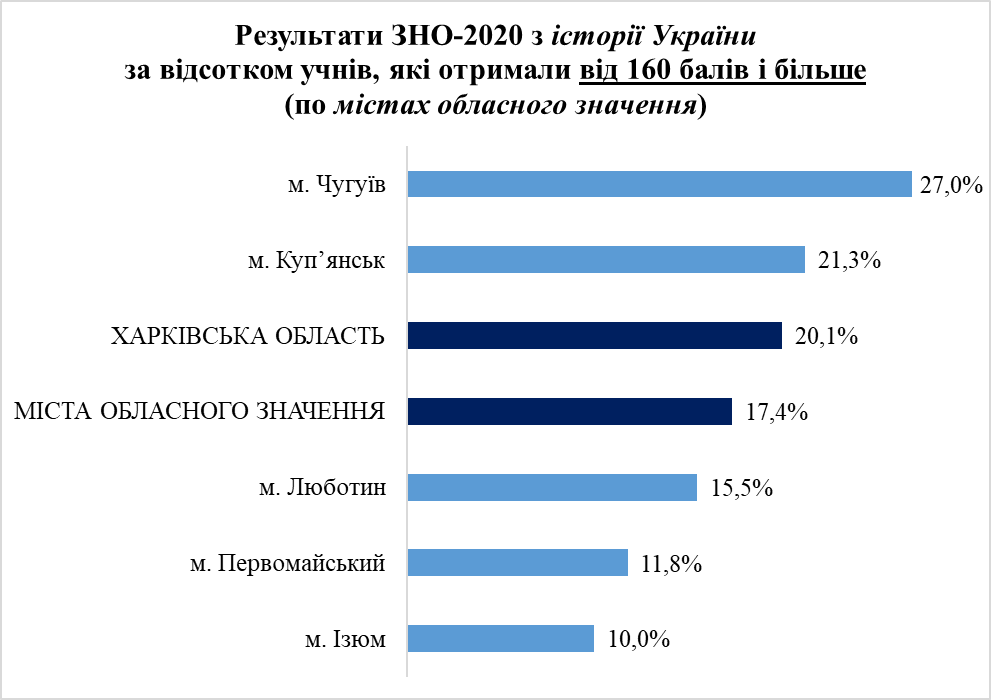 Результати ЗНО-2020 з історії України
за відсотком учнів, які отримали від 160 балів і більше
(по містах обласного значення)
м. Чугуїв 27,0%
м. Куп’янськ 21,3%
ХАРКІВСЬКА ОБЛАСТЬ 20,1%
МІСТА ОБЛАСНОГО ЗНАЧЕННЯ 17,4%
м. Люботин 15,5%
м. Первомайський 11,8%
м. Ізюм 10,0%